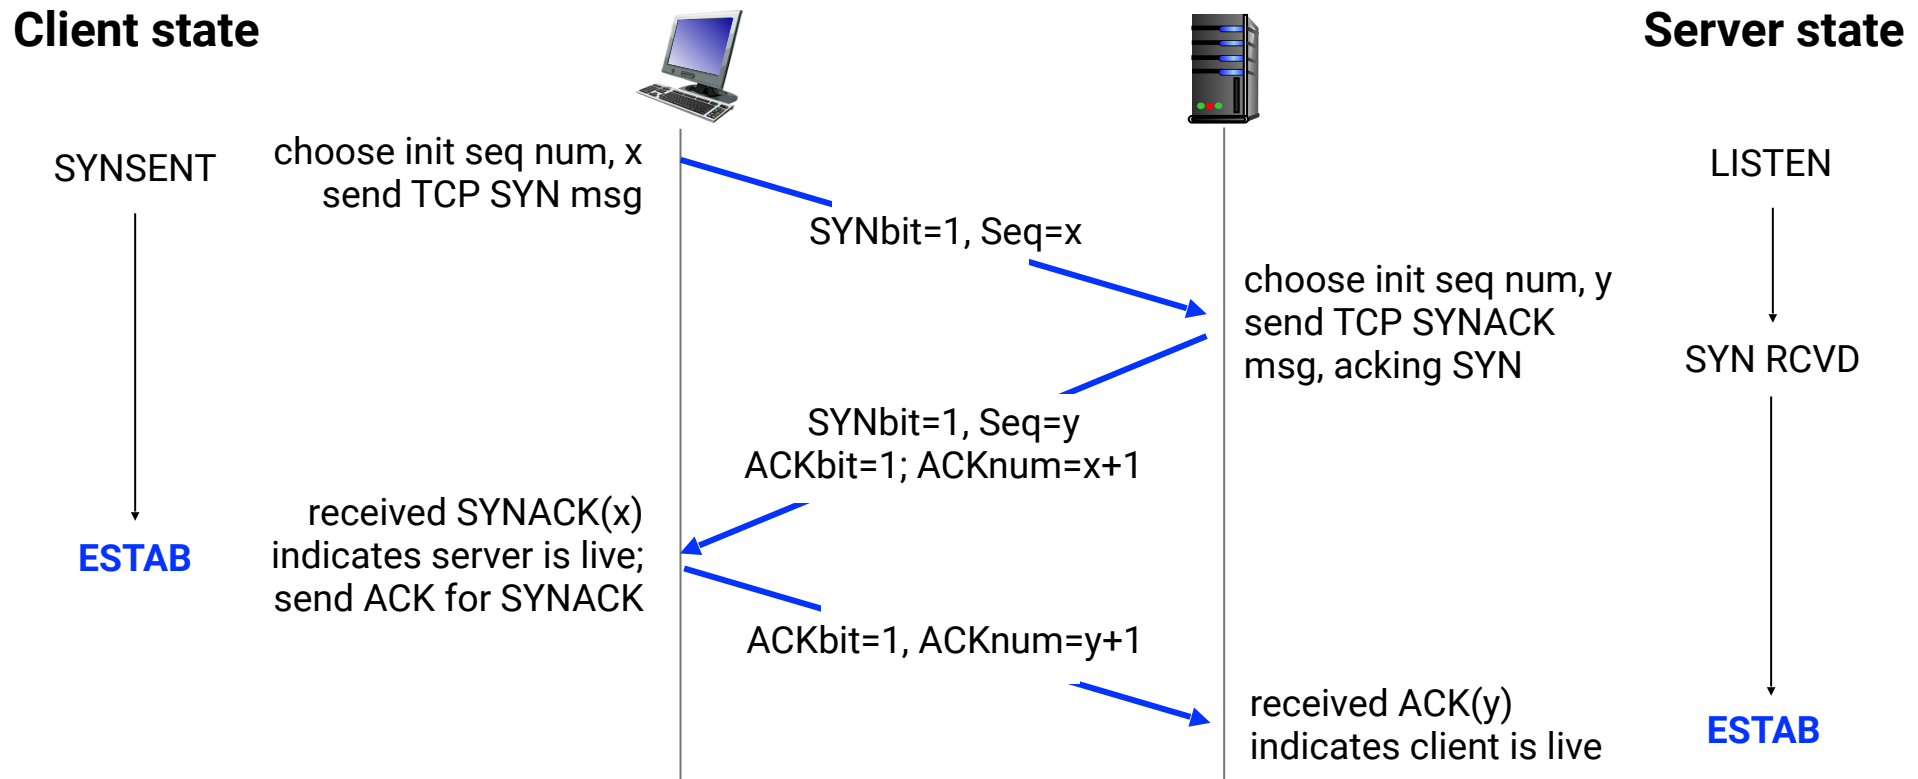 Client state
Server state
SYNSENT
choose init seq num, x
send TCP SYN msg
LISTEN
SYNbit=1, Seq=x
choose init seq num, y
send TCP SYNACK
msg, acking SYN
SYN RCVD
SYNbit=1, Seq=y
ACKbit=1; ACKnum=x+1
received SYNACK(x)
indicates server is live;
send ACK for SYNACK
ESTAB
ACKbit=1, ACKnum=y+1
received ACK(y)
indicates client is live
ESTAB